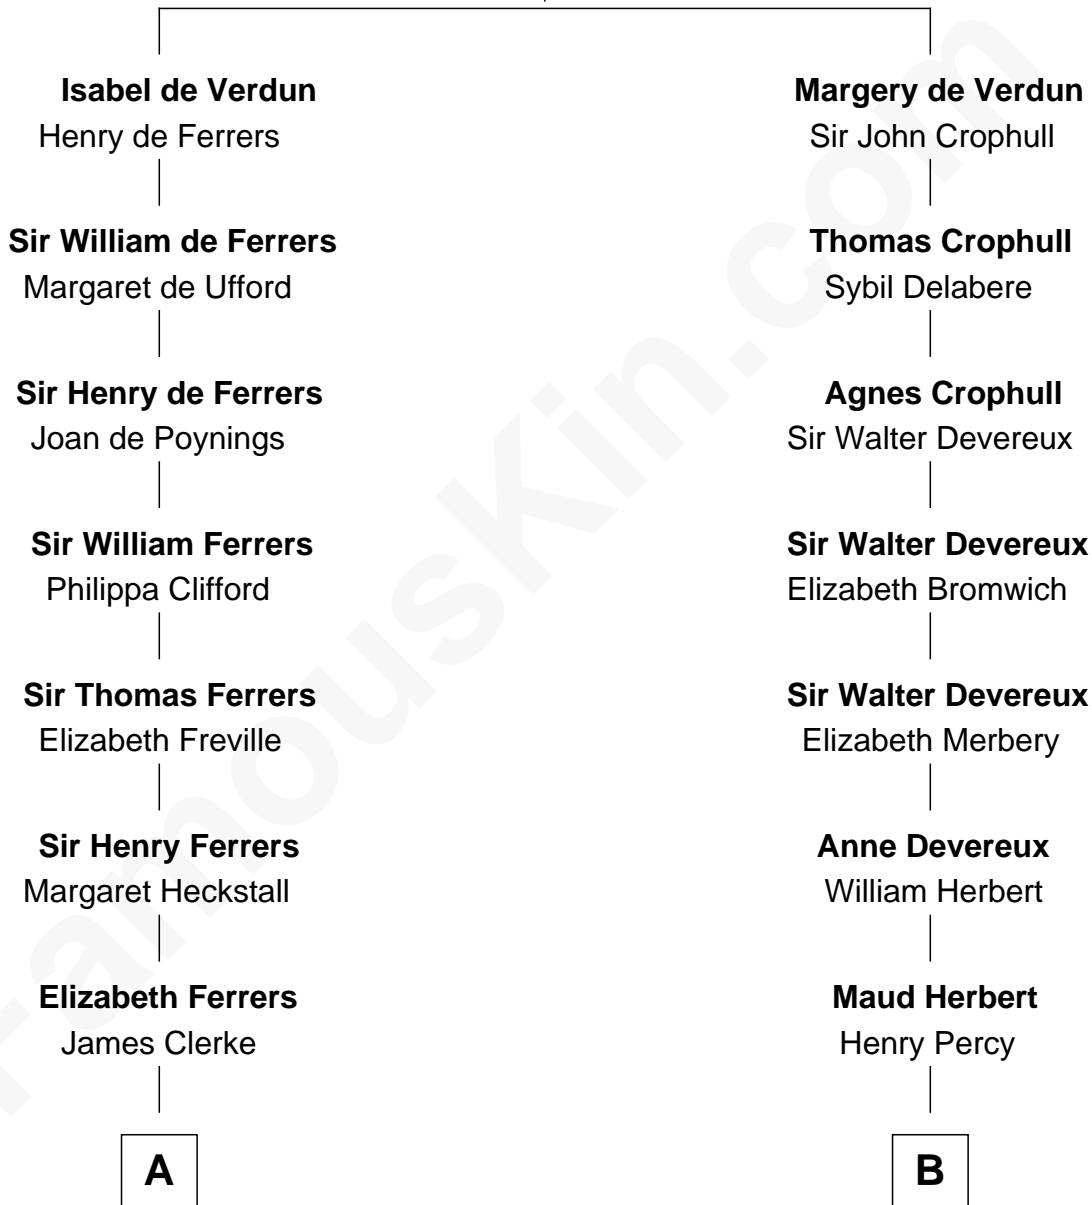 Isabel de Verdun
Henry de Ferrers
Sir William de Ferrers
Margaret de Ufford
Sir Henry de Ferrers
Joan de Poynings
Sir William Ferrers
Philippa Clifford
Sir Thomas Ferrers
Elizabeth Freville
Sir Henry Ferrers
Margaret Heckstall
Elizabeth Ferrers
James Clerke
A
Margery de Verdun
Sir John Crophull
Thomas Crophull
Sybil Delabere
Agnes Crophull
Sir Walter Devereux
Sir Walter Devereux
Elizabeth Bromwich
Sir Walter Devereux
Elizabeth Merbery
Anne Devereux
William Herbert
Maud Herbert
Henry Percy
B
FamousKin.com